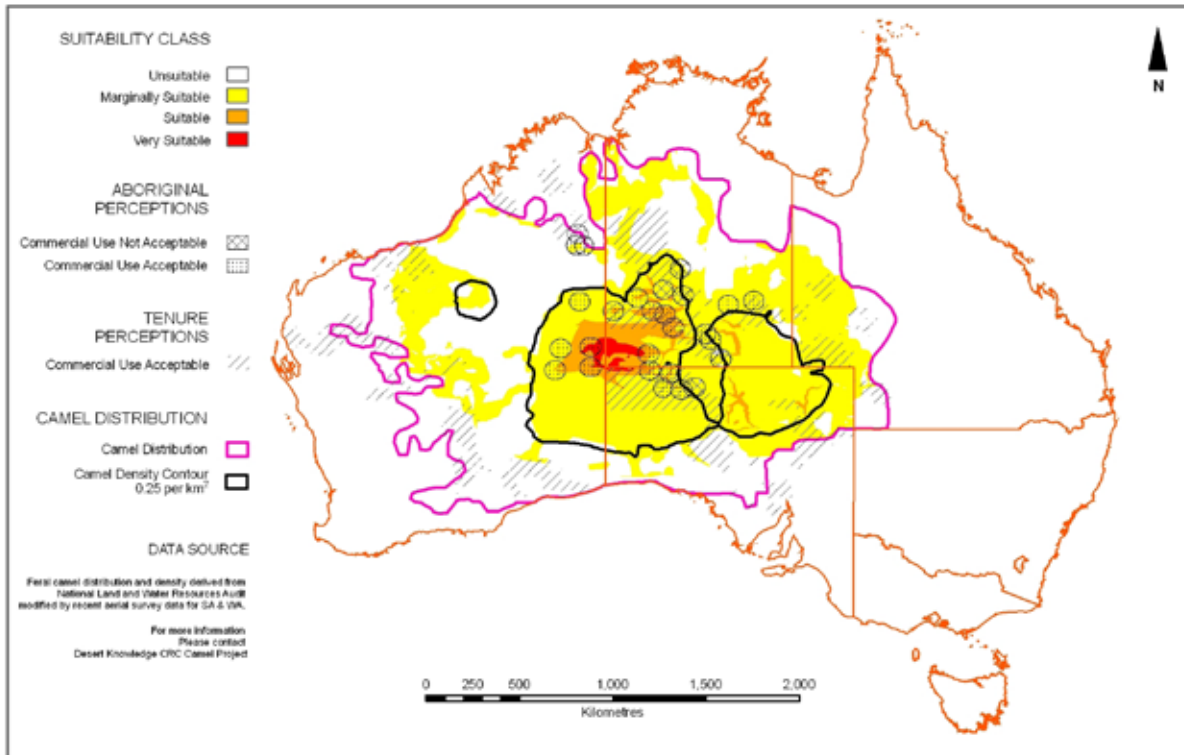 SUITABILITY CLASS
Unsuitable
Marginally Suitable
Suitable
Very Suitable
ABORIGINAL
PERCEPTIONS
Commercial Use Not Acceptable
Commercial Use Acceptable
TENURE
PERCEPTIONS
Commercial Use Acceptable
CAMEL DISTRIBUTION
Camel Distribution
Camel Density Contour
0.25 per km²
DATA SOURCE
Feral camel distribution and density derived from
National Land and Water Resources Audit
modified by recent aerial survey data for SA & WA.
For more information
Please contact
Desert Knowledge CRC Camel Project
N
0 250 500 1,000 1,500 2,000
Kilometres